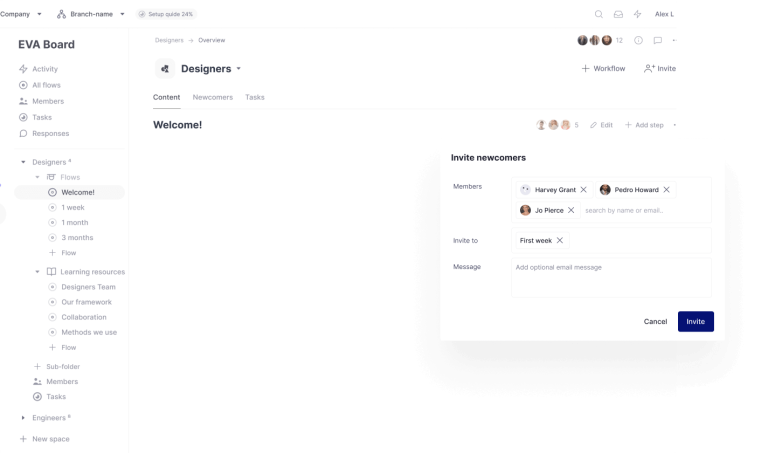 Company
Branch-name
Setup quide 24%
Alex L
EVA Board
Activity
All flows
Members
Tasks
Responses
Designers
Flows
Welcome!
1 week
1 month
3 months
+ Flow
Learning resources
Designers Team
Our framework
Collaboration
Methods we use
+ Flow
+ Sub-folder
Members
Tasks
Engineers
+ New space
Designers → Overview
12
Designers
+ Workflow
Invite
Content Newcomers Tasks
Welcome!
5
Edit
+ Add step
Invite newcomers
Members
Harvey Grant
Pedro Howard
Jo Pierce
search by name or email..
Invite to
First week
Message
Add optional email message
Cancel
Invite